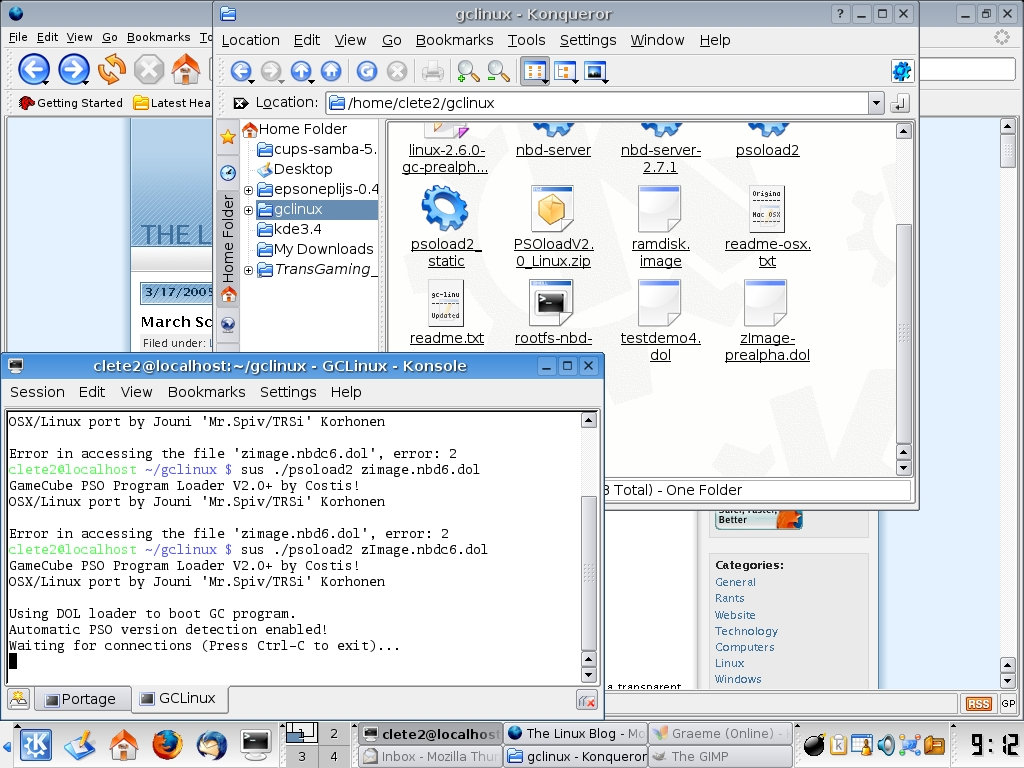 gclinux - Konqueror
File Edit View Go Bookmarks
Location Edit View Go Bookmarks Tools Settings Window Help
Getting Started Latest Hea
Location: /home/clete2/gclinux
Home Folder
Home Folder
cups-samba-5.
Desktop
epsoneplijs-0.4
gclinux
kde3.4
My Downloads
TransGaming_
linux-2.6.0-
gc-prealph...
nbd-server
nbd-server-
2.7.1
psoload2
psoload2_
static
PSOloadV2.
0_Linux.zip
ramdisk.
image
readme-osx.
txt
readme.txt
rootfs-nbd-
testdemo4.
dol
zImage-
prealpha.dol
Origina
Mac OSX
gc-linu
Updated
THE L
3/17/2005
March Sc
Filed under: L
3 Total) - One Folder
clete2@localhost:~/gclinux - GCLinux - Konsole
Session Edit View Bookmarks Settings Help
OSX/Linux port by Jouni 'Mr.Spiv/TRSi' Korhonen
Error in accessing the file 'zimage.nbdc6.dol', error: 2
clete2@localhost ~/gclinux $ sus ./psoload2 zimage.nbd6.dol
GameCube PSO Program Loader V2.0+ by Costis!
OSX/Linux port by Jouni 'Mr.Spiv/TRSi' Korhonen
Error in accessing the file 'zimage.nbd6.dol', error: 2
clete2@localhost ~/gclinux $ sus ./psoload2 zImage.nbdc6.dol
GameCube PSO Program Loader V2.0+ by Costis!
OSX/Linux port by Jouni 'Mr.Spiv/TRSi' Korhonen
Using DOL loader to boot GC program.
Automatic PSO version detection enabled!
Waiting for connections (Press Ctrl-C to exit)...
Portage GCLinux
Better
Categories:
General
Rants
Website
Technology
Computers
Linux
Windows
a transparent
RSS GP
2
3 4
clete2@localhos
The Linux Blog - Mo
Graeme (Online) -
Inbox - Mozilla Thu
gclinux - Konqueror
The GIMP
9:12